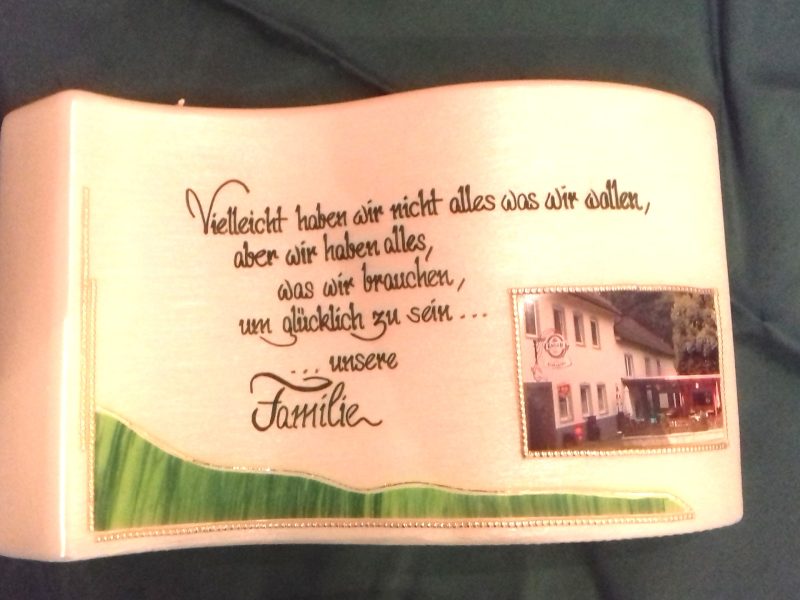 Vielleicht haben wir nicht alles was wir wollen,
aber wir haben alles,
was wir brauchen,
um glücklich zu sein...
...unsere
Familie